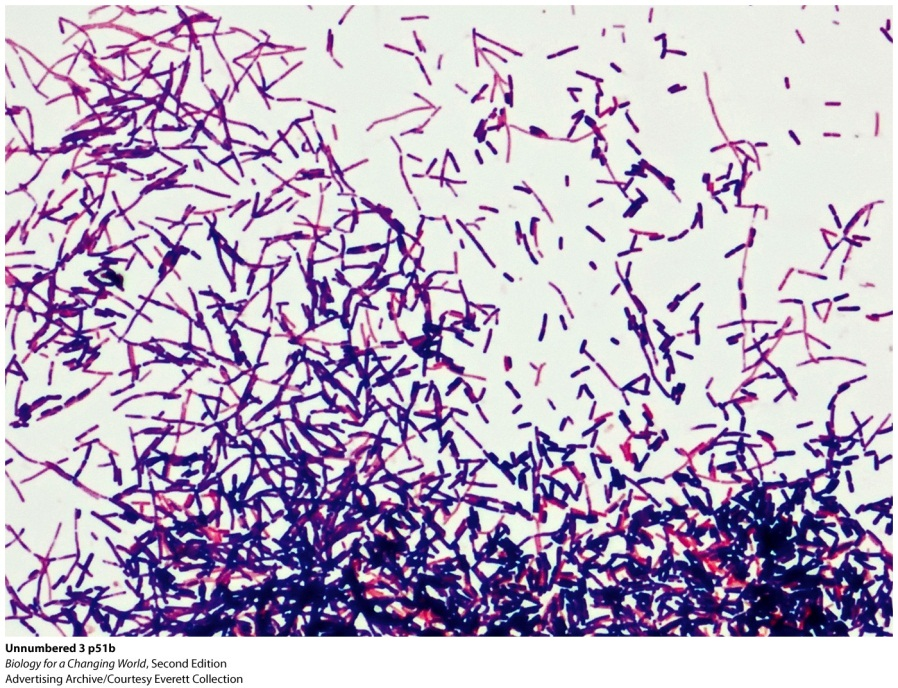 Unnumbered 3 p51b
Biology for a Changing World, Second Edition
Advertising Archive/Courtesy Everett Collection